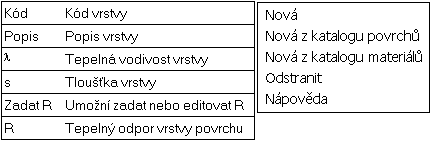 Kód Kód vrstvy
Popis Popis vrstvy
λ Tepelná vodivost vrstvy
s Tloušťka vrstvy
Zadat R Umožní zadat nebo editovat R
R Tepelný odpor vrstvy povrchu
Nová
Nová z katalogu povrchů
Nová z katalogu materiálů
Odstranit
Nápověda